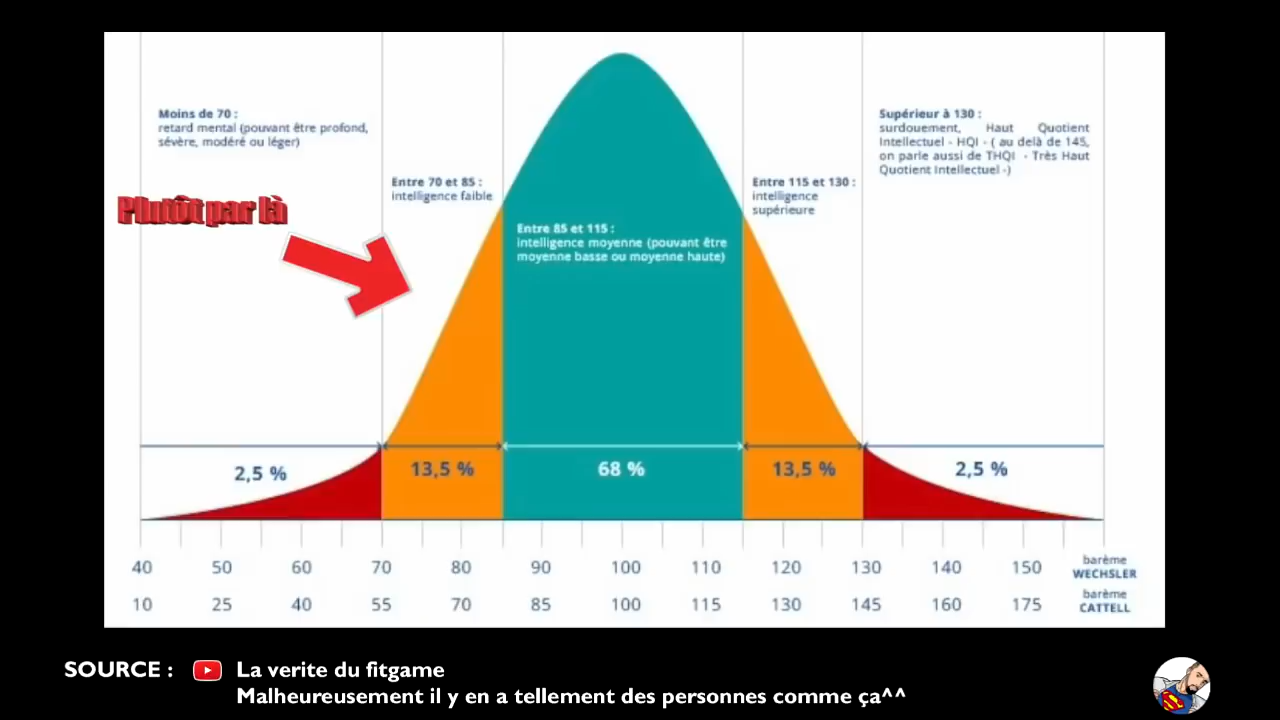 Moins de 70 :
retard mental (pouvant être profond,
sévère, modéré ou léger)
Supérieur à 130 :
surdouement, Haut Quotient
Intellectuel - HQI - ( au delà de 145,
on parle aussi de THQI - Très Haut
Quotient Intellectuel -)
Entre 70 et 85 :
intelligence faible
Entre 115 et 130 :
intelligence
supérieure
Plutôt par là
Entre 85 et 115 :
intelligence moyenne (pouvant être
moyenne basse ou moyenne haute)
2,5 % 13,5 % 68 % 13,5 % 2,5 %
40 50 60 70 80 90 100 110 120 130 140 150 barème WECHSLER
10 25 40 55 70 85 100 115 130 145 160 175 barème CATTELL
SOURCE : La verite du fitgame
Malheureusement il y en a tellement des personnes comme ça^^